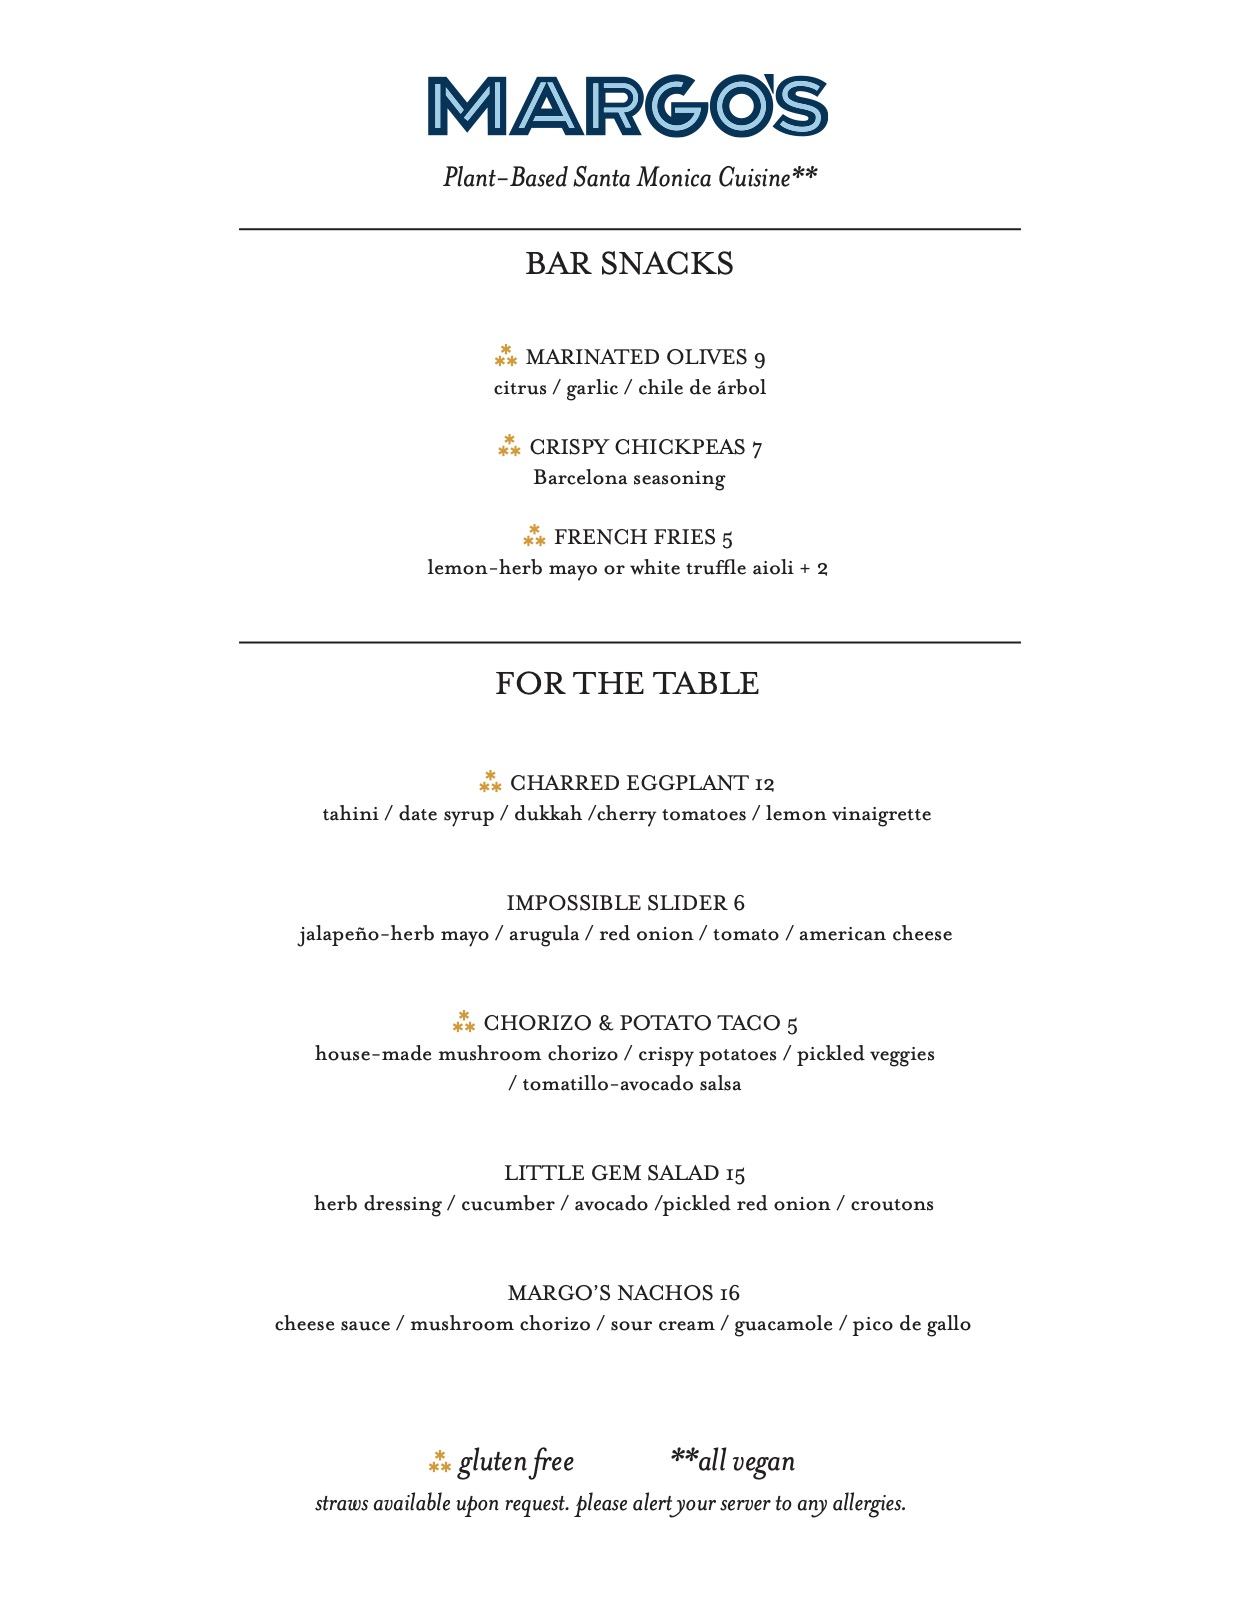 MARGO'S
Plant-Based Santa Monica Cuisine**
BAR SNACKS
MARINATED OLIVES 9
citrus / garlic / chile de árbol
CRISPY CHICKPEAS 7
Barcelona seasoning
FRENCH FRIES 5
lemon-herb mayo or white truffle aioli + 2
FOR THE TABLE
CHARRED EGGPLANT 12
tahini / date syrup / dukkah /cherry tomatoes / lemon vinaigrette
IMPOSSIBLE SLIDER 6
jalapeño-herb mayo / arugula / red onion / tomato / american cheese
CHORIZO & POTATO TACO 5
house-made mushroom chorizo / crispy potatoes / pickled veggies
/ tomatillo-avocado salsa
LITTLE GEM SALAD 15
herb dressing / cucumber / avocado /pickled red onion / croutons
MARGO’S NACHOS 16
cheese sauce / mushroom chorizo / sour cream / guacamole / pico de gallo
gluten free **all vegan
straws available upon request. please alert your server to any allergies.